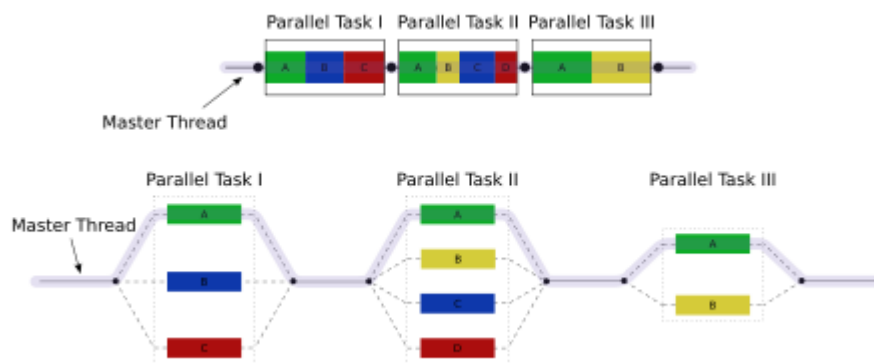 Parallel Task I Parallel Task II Parallel Task III
A B C A B C D A B
Master Thread
Parallel Task I Parallel Task II Parallel Task III
A A
Master Thread
A
B
B
C
B
C D